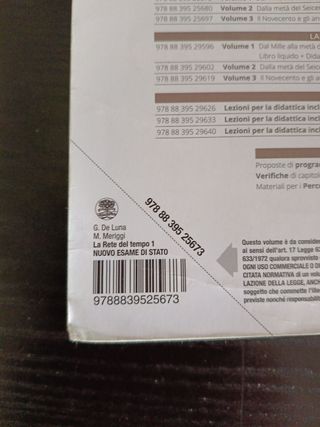 978 88 395 25680 Volume 2 Dalla metà del Seice
978 88 395 25697 Volume 3 Il Novecento e gli an
LA
978 88 395 29596 Volume 1 Dal Mille alla metà d
Libro liquido + Dida
978 88 395 29602 Volume 2 Dalla metà del Seice
978 88 395 29619 Volume 3 Il Novecento e gli an
978 88 395 29626 Lezioni per la didattica incl
978 88 395 29633 Lezioni per la didattica incl
978 88 395 29640 Lezioni per la didattica incl
Proposte di progra
Verifiche di capitol
Materiali per i Perco
978 88 395 25673
G. De Luna
M. Meriggi
La Rete del tempo 1
NUOVO ESAME DI STATO
9788839525673
Questo volume è da conside
ai sensi dell'art. 17 Legge 63
633/1972 qualora sprovvisto
OGNI USO COMMERCIALE O DI
CITATA NORMATIVA di un volu
LAZIONE DELLA LEGGE, ANCH
soggetto che commette l'ille
previste nonché responsabilit